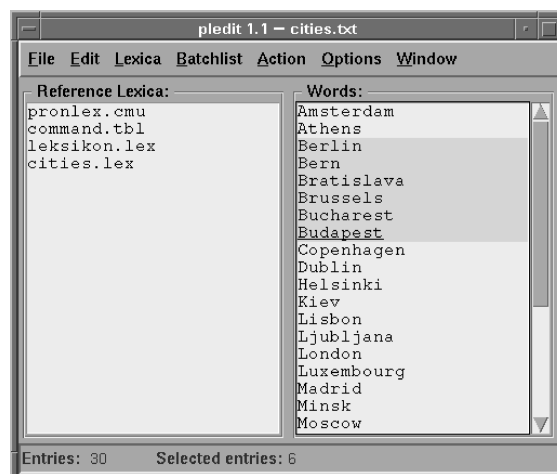 pledit 1.1 – cities.txt
File Edit Lexica Batchlist Action Options Window
Reference Lexica:
pronlex.cmu
command.tbl
leksikon.lex
cities.lex
Words:
Amsterdam
Athens
Berlin
Bern
Bratislava
Brussels
Bucharest
Budapest
Copenhagen
Dublin
Helsinki
Kiev
Lisbon
Ljubljana
London
Luxembourg
Madrid
Minsk
Moscow
Entries: 30 Selected entries: 6